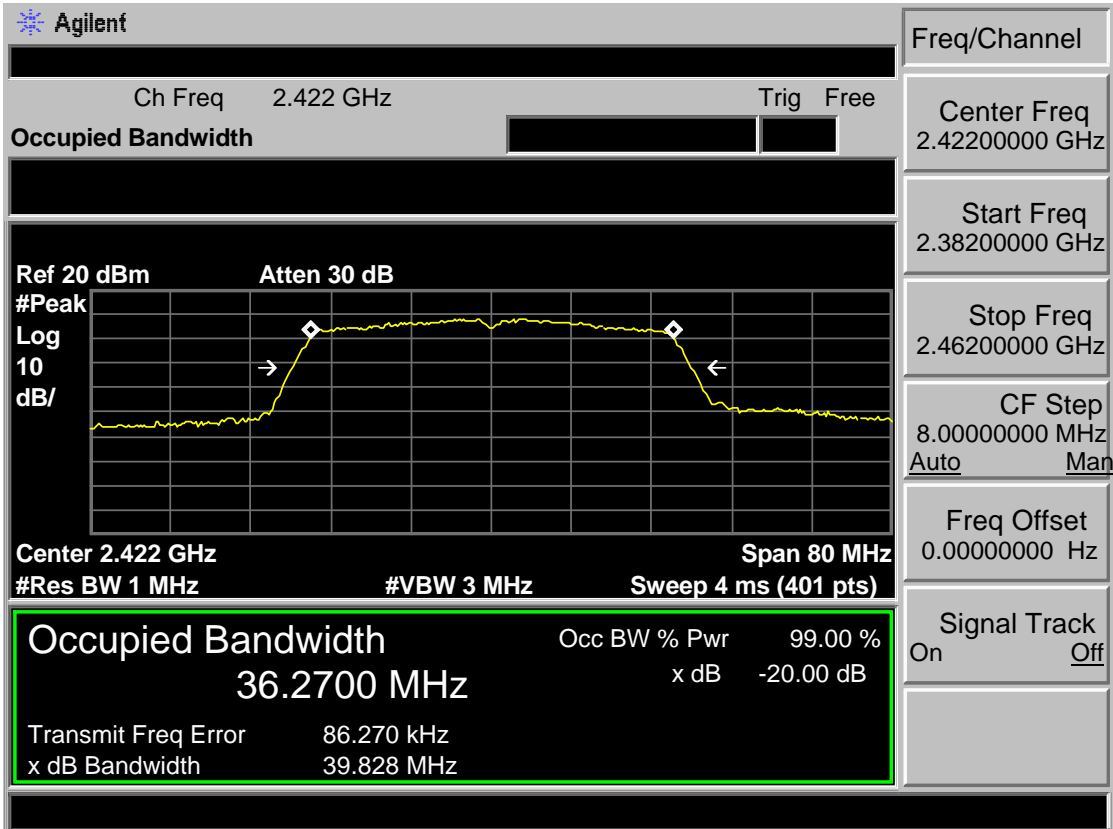 Agilent
Freq/Channel
Ch Freq 2.422 GHz Trig Free
Occupied Bandwidth
Center Freq
2.42200000 GHz
Start Freq
2.38200000 GHz
Ref 20 dBm Atten 30 dB
#Peak
Log
10
dB/
Stop Freq
2.46200000 GHz
CF Step
8.00000000 MHz
Auto Man
Freq Offset
0.00000000 Hz
Center 2.422 GHz Span 80 MHz
#Res BW 1 MHz #VBW 3 MHz Sweep 4 ms (401 pts)
Signal Track
On Off
Occupied Bandwidth
36.2700 MHz
Occ BW % Pwr 99.00 %
x dB -20.00 dB
Transmit Freq Error 86.270 kHz
x dB Bandwidth 39.828 MHz